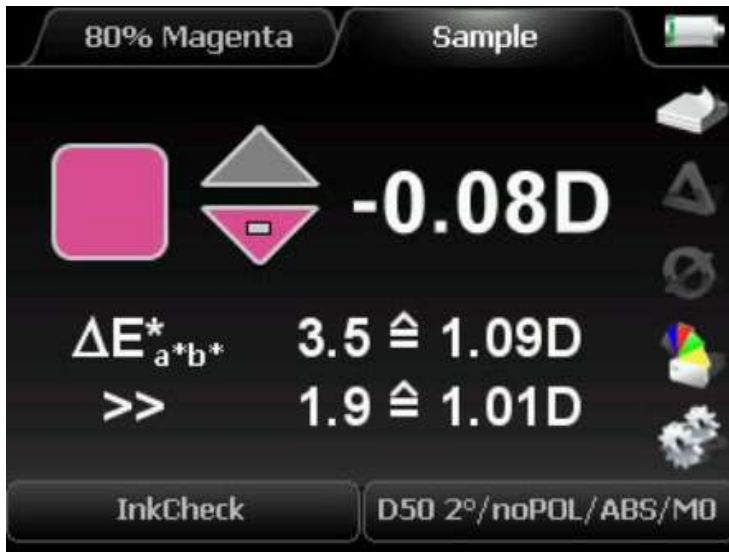 80% Magenta
Sample
-0.08D
ΔE*a*b* 3.5 ≙ 1.09D
>> 1.9 ≙ 1.01D
InkCheck
D50 2°/noPOL/ABS/M0